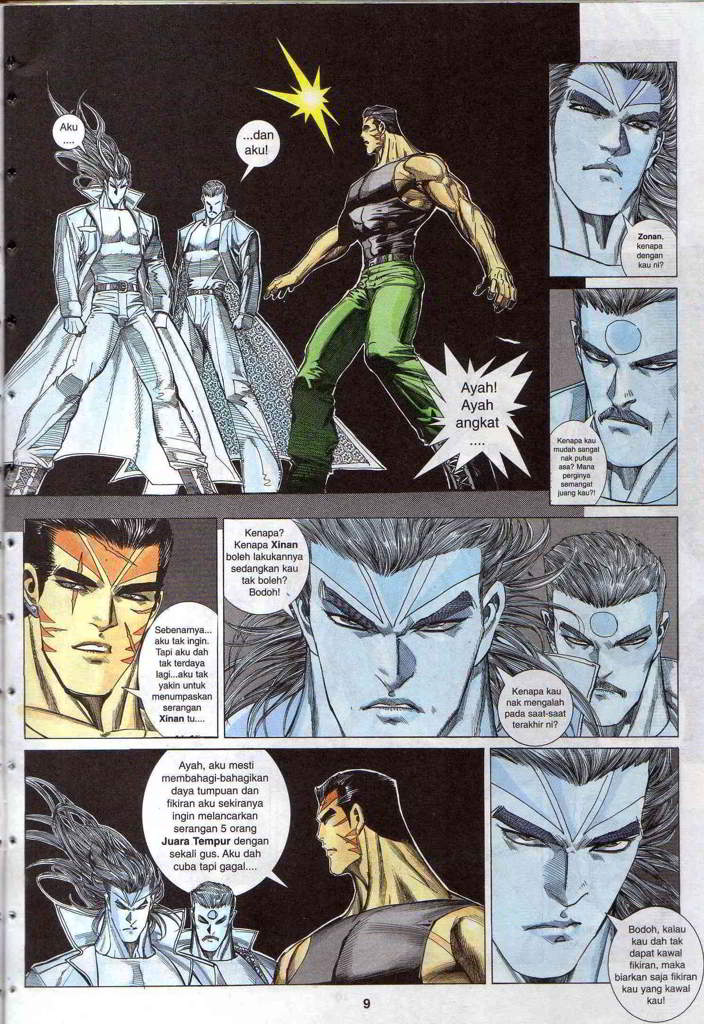 Aku
....
...dan
aku!
Ayah!
Ayah
angkat
....
Zonan,
kenapa
dengan
kau ni?
Kenapa kau
mudah sangat
nak putus
asa? Mana
perginya
semangat
juang kau?!
Sebenarnya...
aku tak ingin.
Tapi aku dah
tak terdaya
lagi...aku tak
yakin untuk
menumpaskan
serangan
Xinan tu....
Kenapa?
Kenapa Xinan
boleh lakukannya
sedangkan kau
tak boleh?
Bodoh!
Kenapa kau
nak mengalah
pada saat-saat
terakhir ni?
Ayah, aku mesti
membahagi-bahagikan
daya tumpuan dan
fikiran aku sekiranya
ingin melancarkan
serangan 5 orang
Juara Tempur dengan
sekali gus. Aku dah
cuba tapi gagal....
Bodoh, kalau
kau dah tak
dapat kawal
fikiran, maka
biarkan saja
fikiran kau
yang kawal
kau!
9